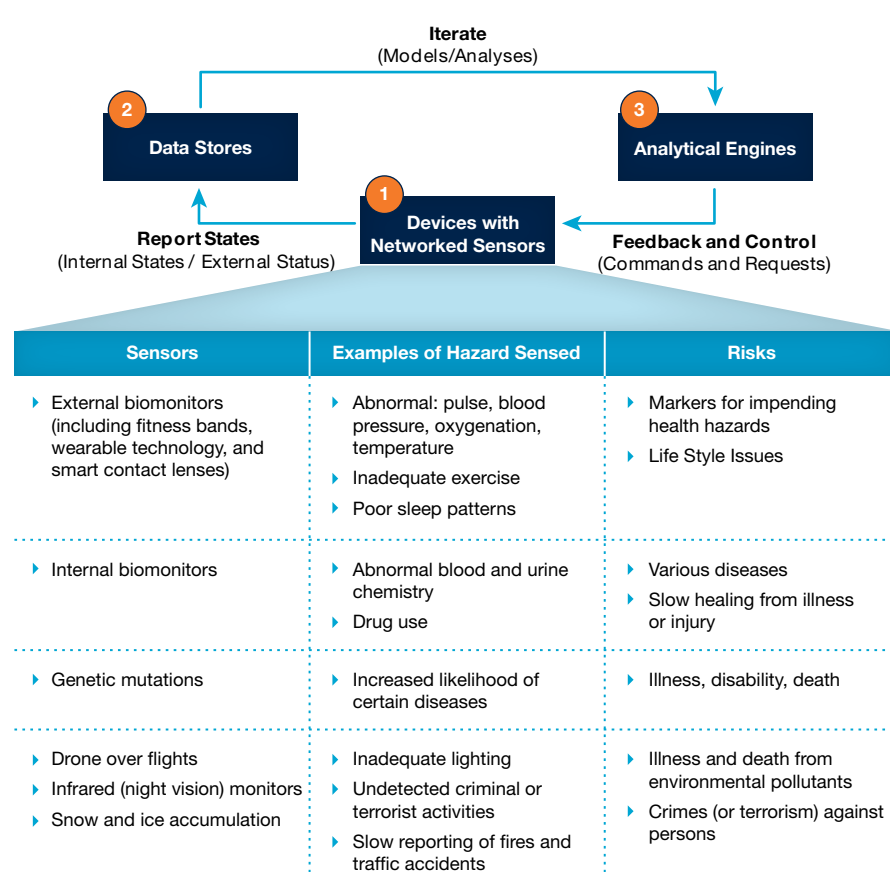 Iterate
(Models/Analyses)
2
Data Stores
3
Analytical Engines
1
Devices with
Networked Sensors
Report States
(Internal States / External Status)
Feedback and Control
(Commands and Requests)
Sensors
Examples of Hazard Sensed
Risks
External biomonitors
(including fitness bands,
wearable technology, and
smart contact lenses)
Abnormal: pulse, blood
pressure, oxygenation,
temperature
Inadequate exercise
Poor sleep patterns
Markers for impending
health hazards
Life Style Issues
Internal biomonitors
Abnormal blood and urine
chemistry
Drug use
Various diseases
Slow healing from illness
or injury
Genetic mutations
Increased likelihood of
certain diseases
Illness, disability, death
Drone over flights
Infrared (night vision) monitors
Snow and ice accumulation
Inadequate lighting
Undetected criminal or
terrorist activities
Slow reporting of fires and
traffic accidents
Illness and death from
environmental pollutants
Crimes (or terrorism) against
persons